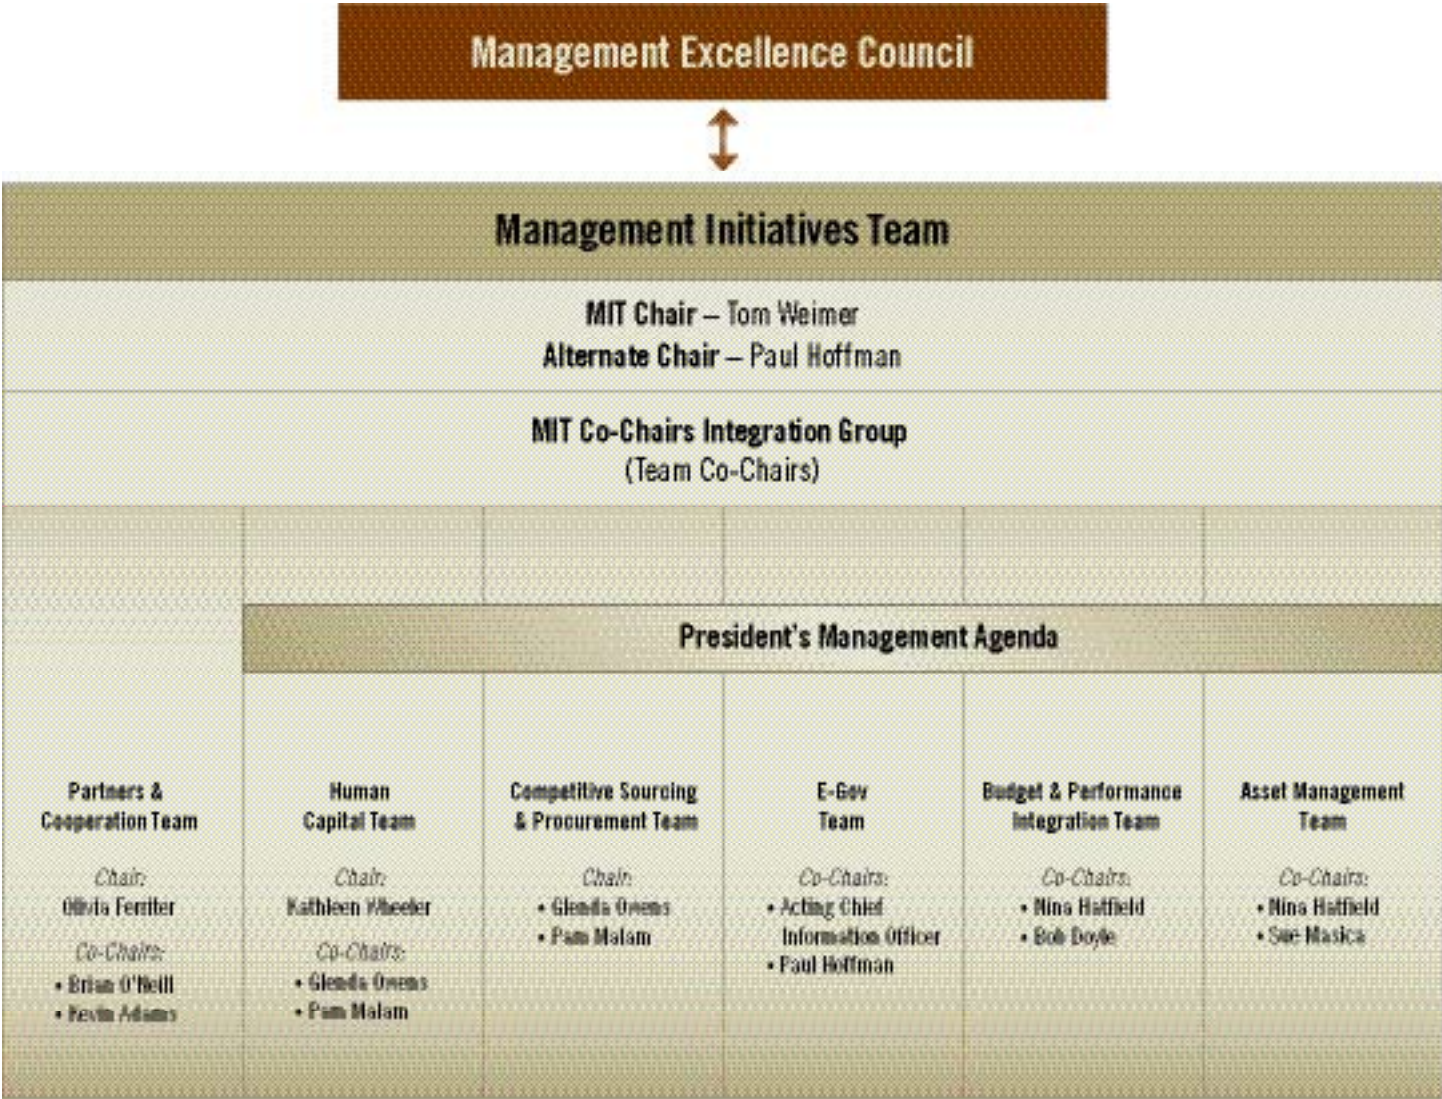 Management Excellence Council
Management Initiatives Team
MIT Chair – Tom Weimer
Alternate Chair – Paul Hoffman
MIT Co-Chairs Integration Group
(Team Co-Chairs)
President's Management Agenda
Partners &
Cooperation Team
Chair:
Olivia Ferriter
Co-Chairs:
• Brian O'Neill
• Kevin Adams
Human
Capital Team
Chair:
Kathleen Wheeler
Co-Chairs:
• Glenda Owens
• Pam Malam
Competitive Sourcing
& Procurement Team
Chair:
• Glenda Owens
• Pam Malam
E-Gov
Team
Co-Chairs:
• Acting Chief
Information Officer
• Paul Hoffman
Budget & Performance
Integration Team
Co-Chairs:
• Nina Hatfield
• Bob Doyle
Asset Management
Team
Co-Chairs:
• Nina Hatfield
• Sue Masica